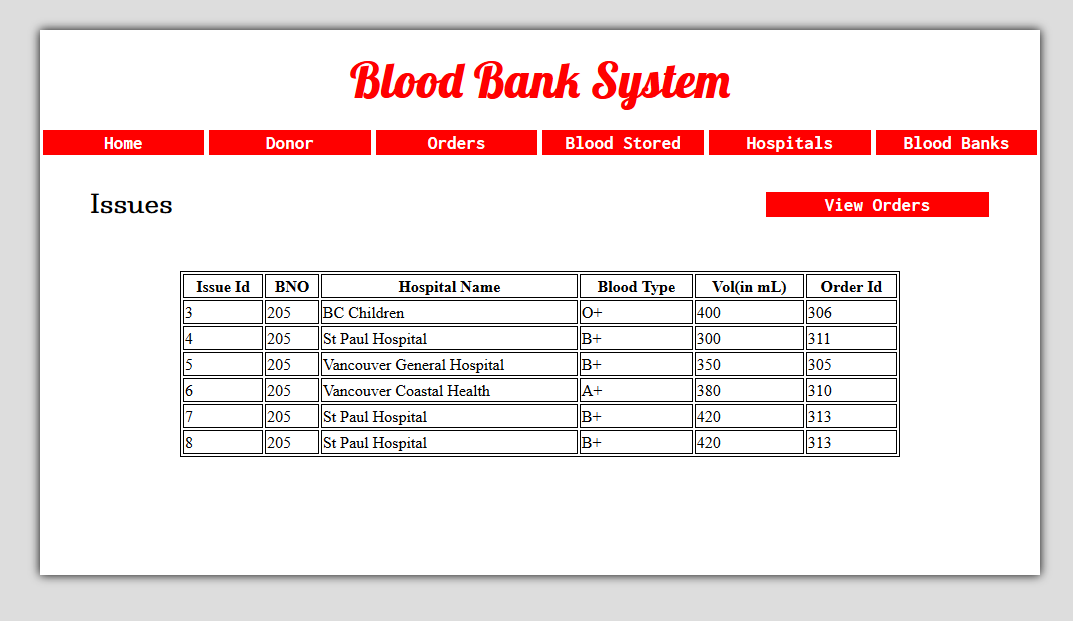 Blood Bank System
Home Donor Orders Blood Stored Hospitals Blood Banks
Issues View Orders
Issue Id BNO Hospital Name Blood Type Vol(in mL) Order Id
3 205 BC Children O+ 400 306
4 205 St Paul Hospital B+ 300 311
5 205 Vancouver General Hospital B+ 350 305
6 205 Vancouver Coastal Health A+ 380 310
7 205 St Paul Hospital B+ 420 313
8 205 St Paul Hospital B+ 420 313